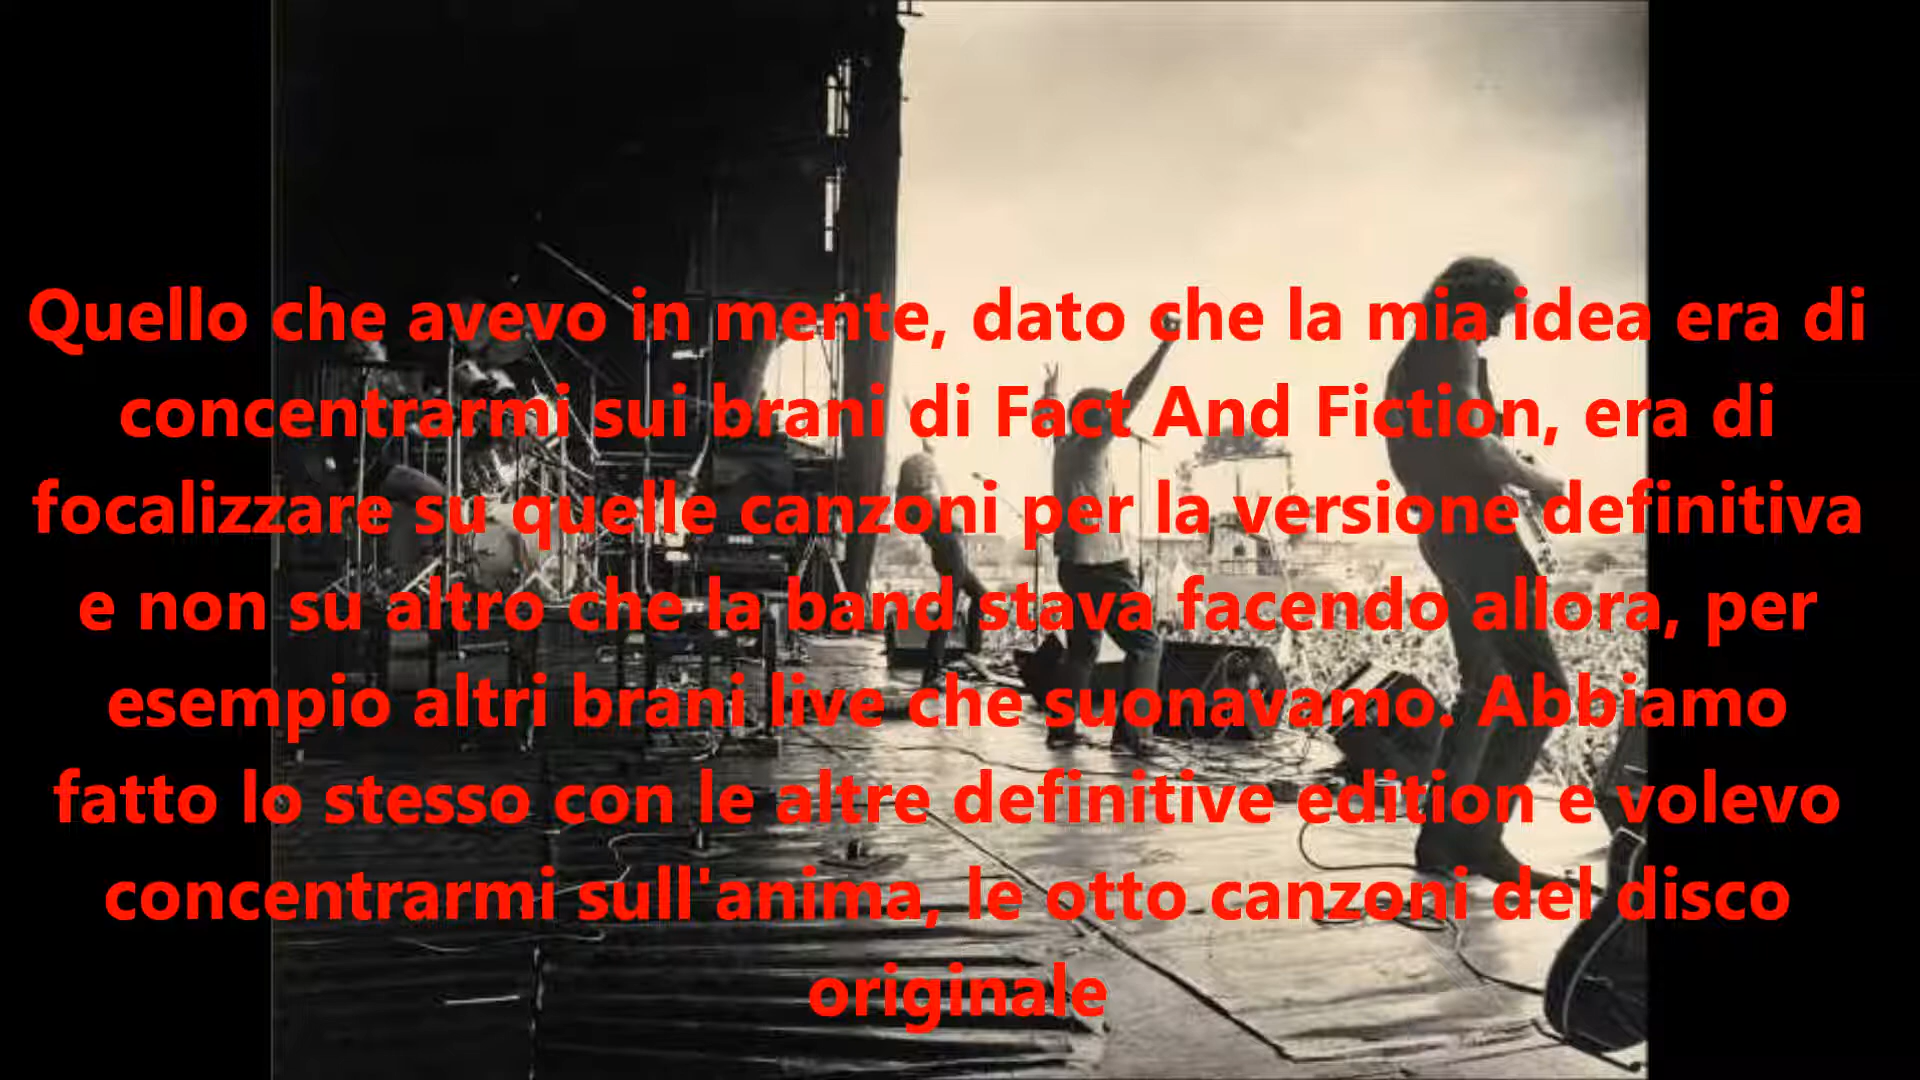 Quello che avevo in mente, dato che la mia idea era di
concentrarmi sui brani di Fact And Fiction, era di
focalizzare su quelle canzoni per la versione definitiva
e non su altro che la band stava facendo allora, per
esempio altri brani live che suonavamo. Abbiamo
fatto lo stesso con le altre definitive edition e volevo
concentrarmi sull'anima, le otto canzoni del disco
originale